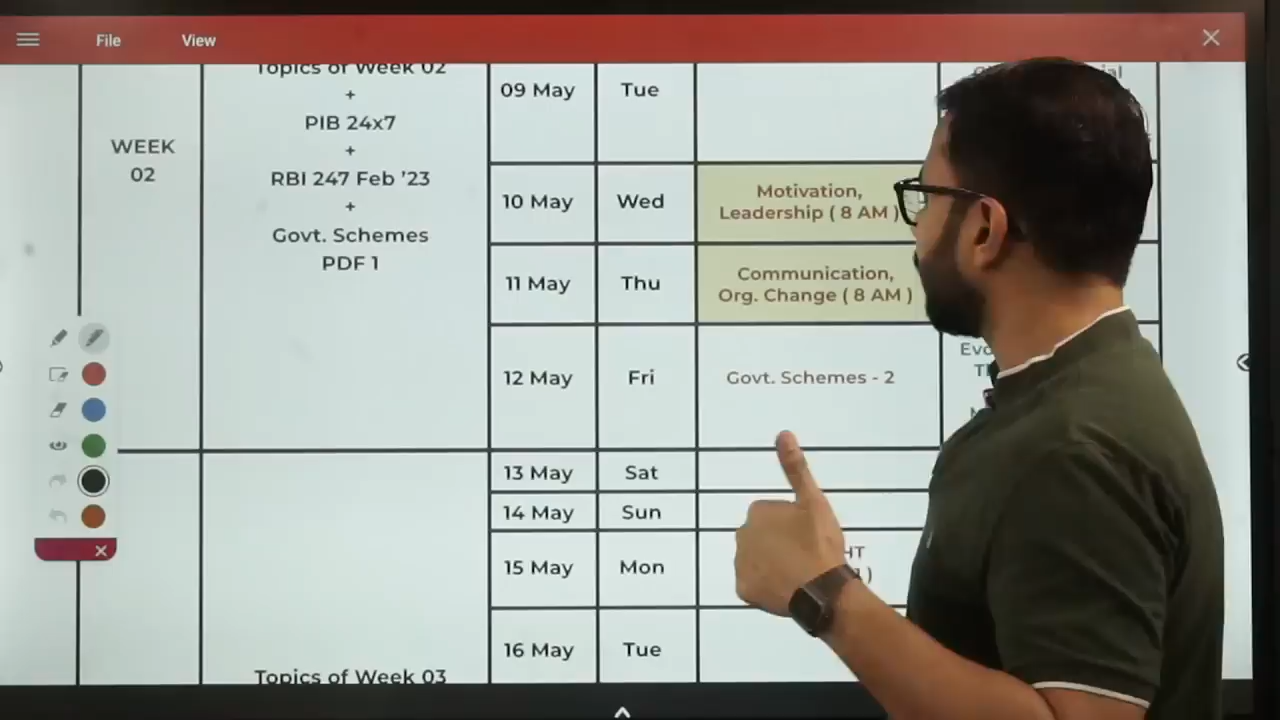 File
View
WEEK
02
Topics of Week 02
+
PIB 24x7
+
RBI 247 Feb '23
+
Govt. Schemes
PDF 1
09 May
Tue
10 May
Wed
Motivation,
Leadership ( 8 AM )
11 May
Thu
Communication,
Org. Change ( 8 AM )
12 May
Fri
Govt. Schemes - 2
13 May
Sat
14 May
Sun
15 May
Mon
16 May
Tue
Topics of Week 03